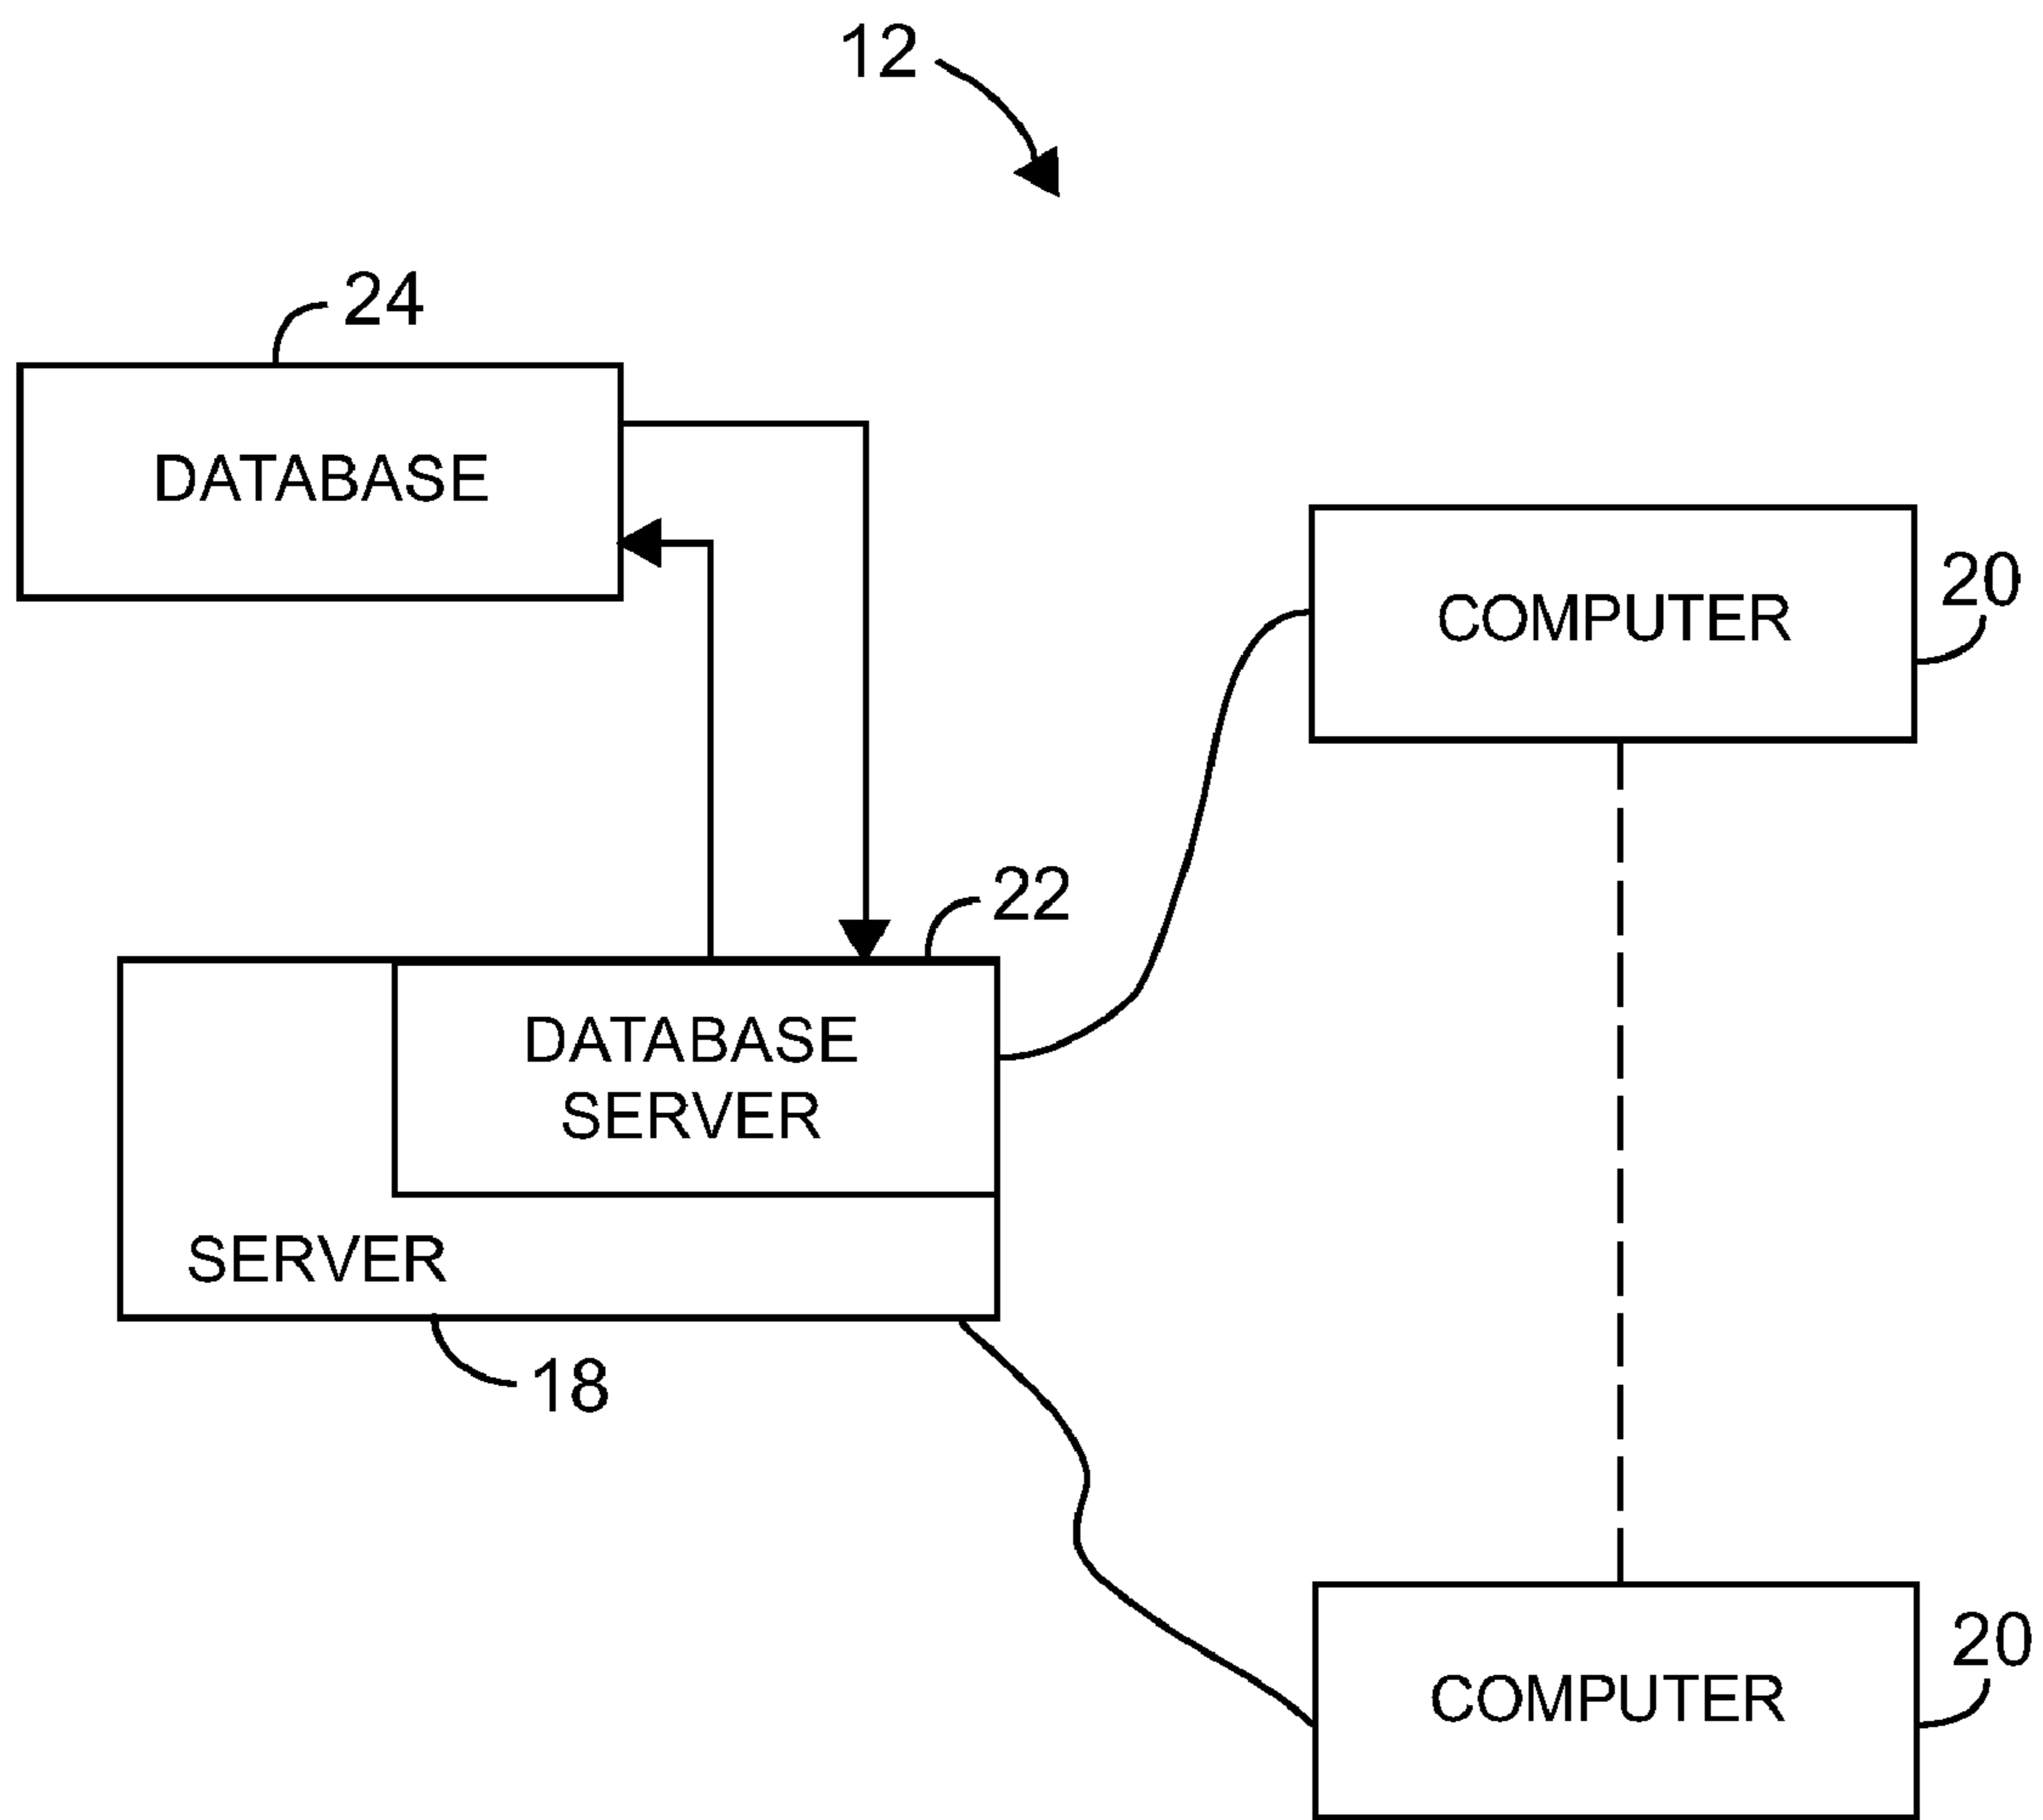 12
24
DATABASE
COMPUTER
20
22
DATABASE
SERVER
SERVER
18
COMPUTER
20